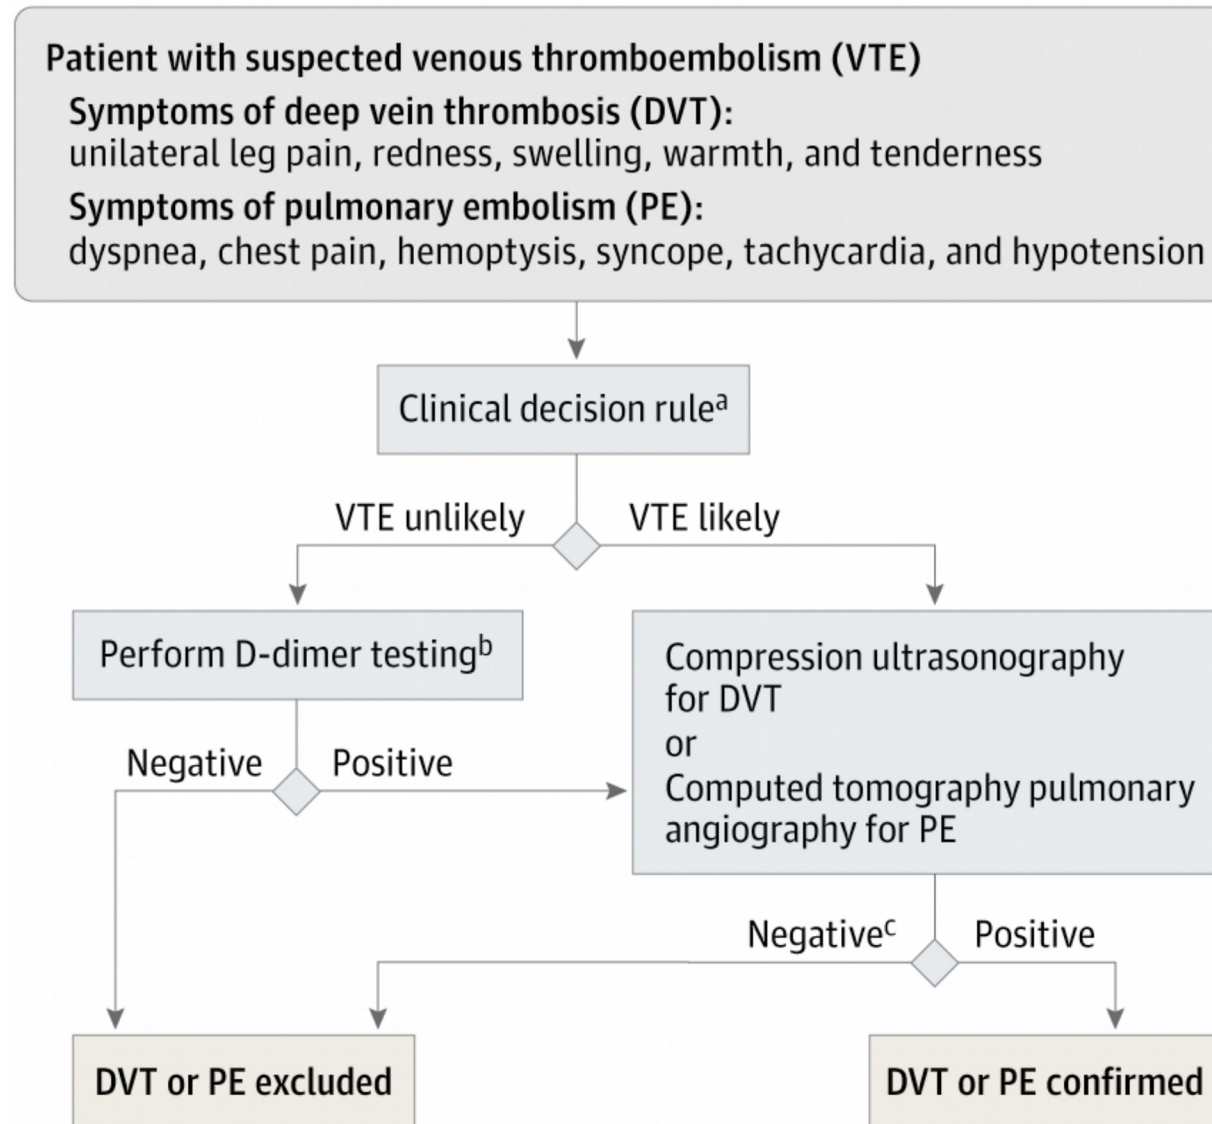 Patient with suspected venous thromboembolism (VTE)
Symptoms of deep vein thrombosis (DVT):
unilateral leg pain, redness, swelling, warmth, and tenderness
Symptoms of pulmonary embolism (PE):
dyspnea, chest pain, hemoptysis, syncope, tachycardia, and hypotension
Clinical decision ruleᵃ
VTE unlikely
VTE likely
Perform D-dimer testingᵇ
Compression ultrasonography
for DVT
or
Computed tomography pulmonary
angiography for PE
Negative
Positive
Negativeᶜ
Positive
DVT or PE excluded
DVT or PE confirmed